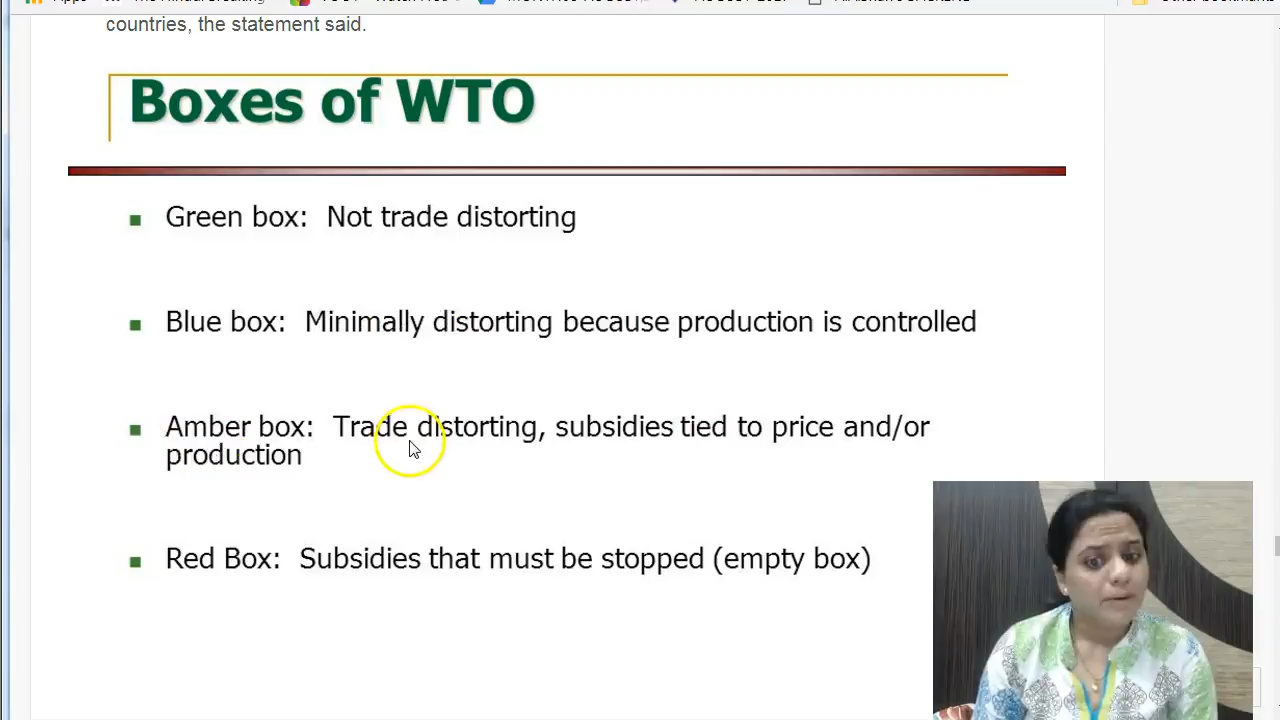 countries, the statement said.
Boxes of WTO
Green box: Not trade distorting
Blue box: Minimally distorting because production is controlled
Amber box: Trade distorting, subsidies tied to price and/or
production
Red Box: Subsidies that must be stopped (empty box)